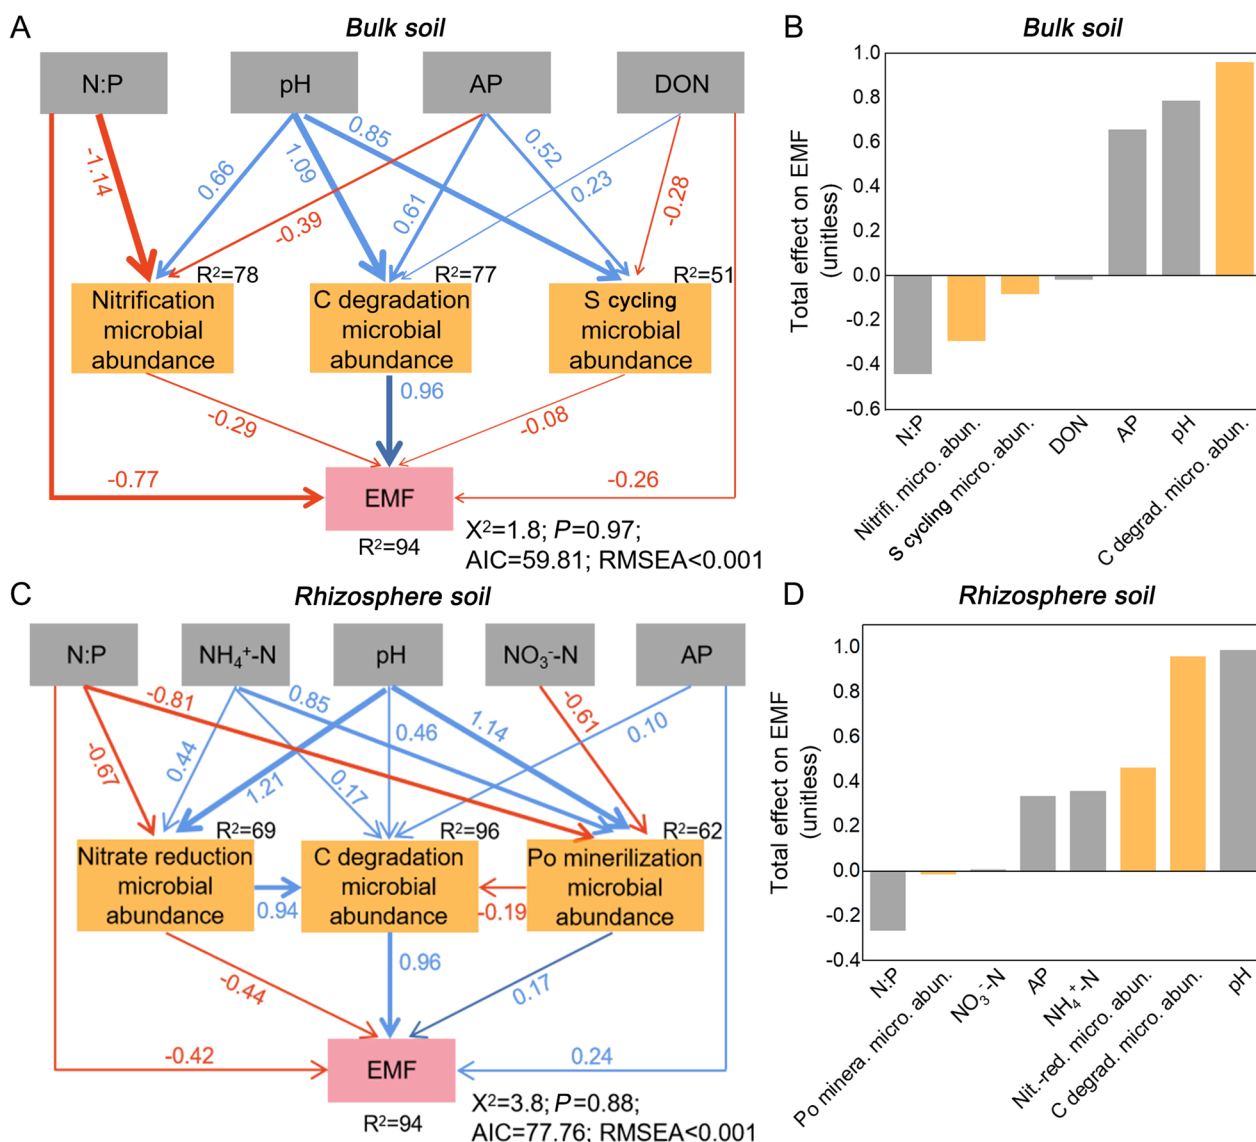 A
Bulk soil
N:P
pH
AP
DON
-1.14
0.66
1.09
0.85
-0.39
0.61
0.52
0.23
-0.28
R²=78
R²=77
R²=51
Nitrification
microbial
abundance
C degradation
microbial
abundance
S cycling
microbial
abundance
-0.29
0.96
-0.08
-0.77
-0.26
EMF
R²=94
X²=1.8; P=0.97;
AIC=59.81; RMSEA<0.001
B
Bulk soil
Total effect on EMF
(unitless)
1.0
0.8
0.6
0.4
0.2
0.0
-0.2
-0.4
-0.6
N:P
Nitrifi. micro. abun.
S cycling micro. abun.
DON
AP
pH
C degrad. micro. abun.
C
Rhizosphere soil
N:P
NH₄⁺-N
pH
NO₃⁻-N
AP
-0.67
-0.81
0.44
0.85
0.17
1.21
0.46
1.14
-0.61
0.10
R²=69
R²=96
R²=62
Nitrate reduction
microbial
abundance
C degradation
microbial
abundance
Po minerilization
microbial
abundance
0.94
-0.19
-0.44
0.96
0.17
-0.42
0.24
EMF
R²=94
X²=3.8; P=0.88;
AIC=77.76; RMSEA<0.001
D
Rhizosphere soil
Total effect on EMF
(unitless)
1.0
0.8
0.6
0.4
0.2
0.0
-0.2
-0.4
N:P
Po minera. micro. abun.
NO₃⁻-N
AP
NH₄⁺-N
Nit.-red. micro. abun.
C degrad. micro. abun.
pH